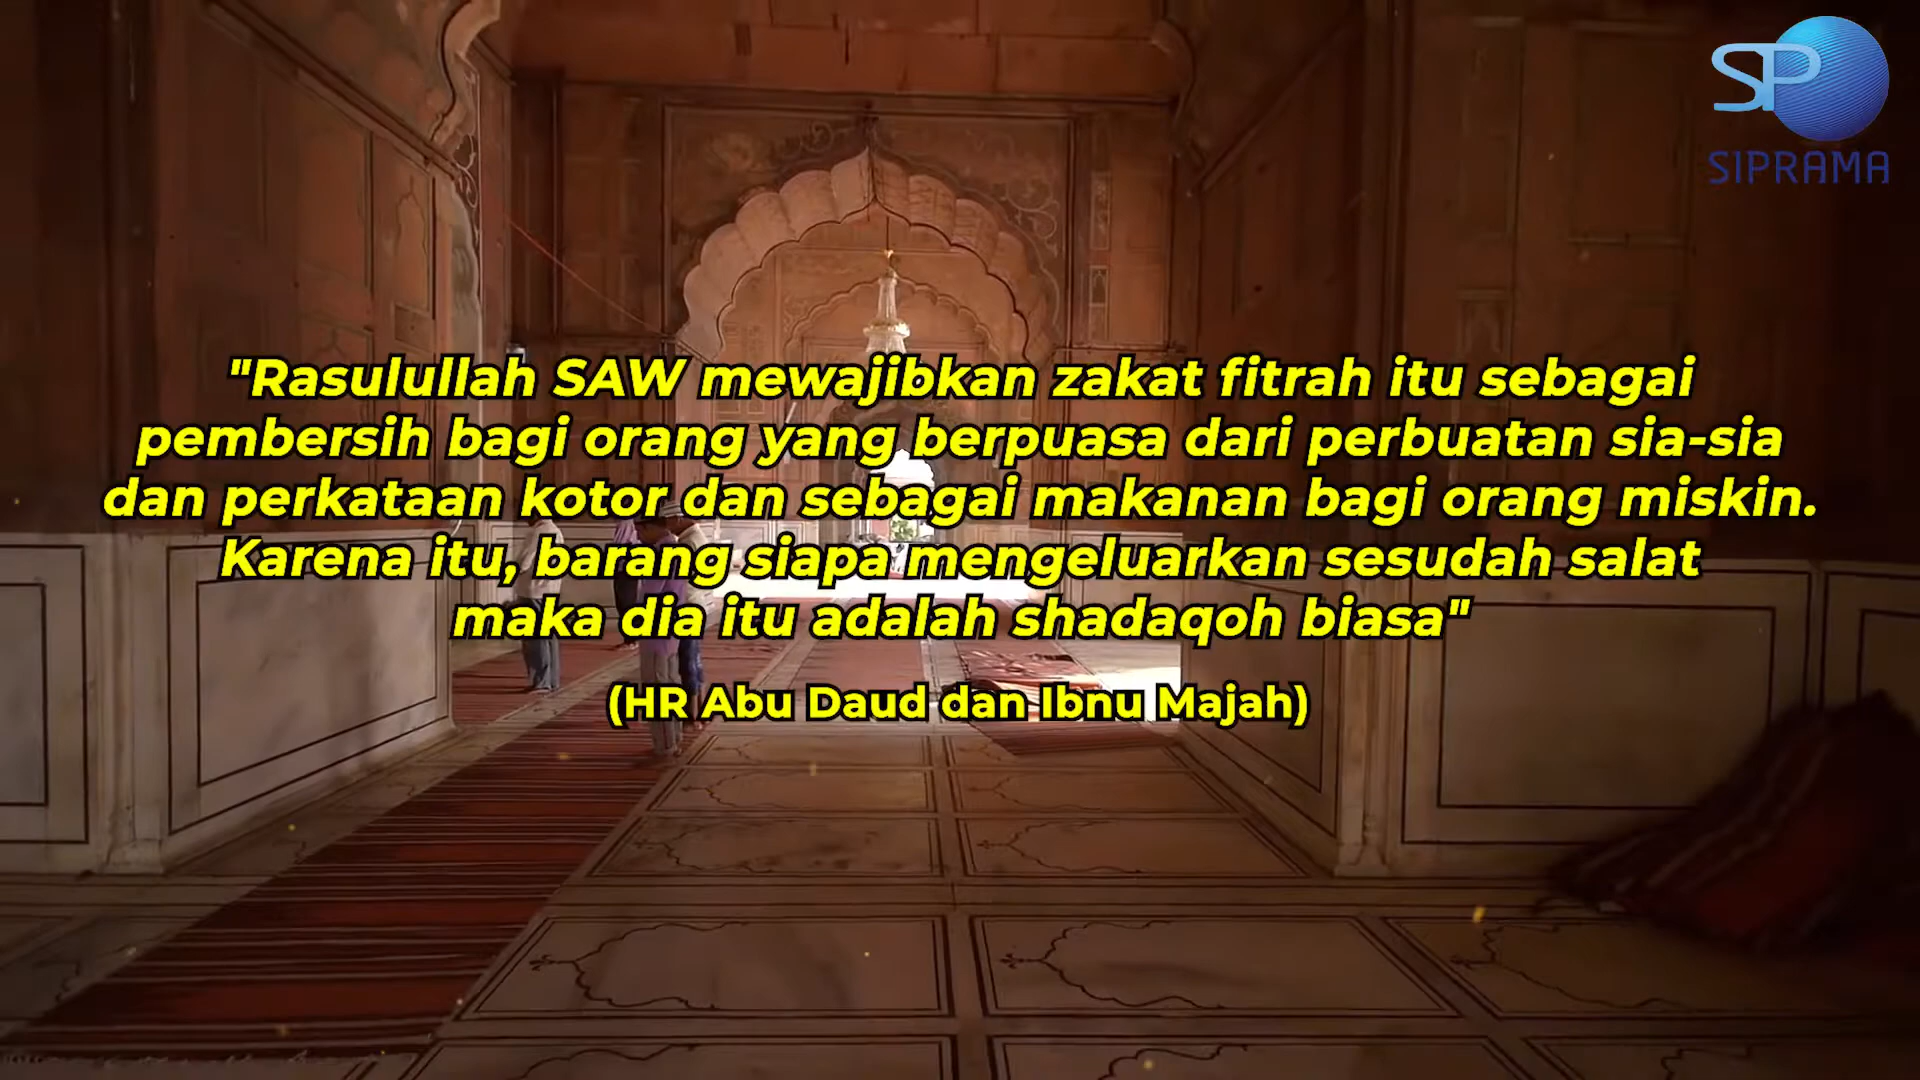 SP
SIPRAMA
"Rasulullah SAW mewajibkan zakat fitrah itu sebagai
pembersih bagi orang yang berpuasa dari perbuatan sia-sia
dan perkataan kotor dan sebagai makanan bagi orang miskin.
Karena itu, barang siapa mengeluarkan sesudah salat
maka dia itu adalah shadaqoh biasa"
(HR Abu Daud dan Ibnu Majah)